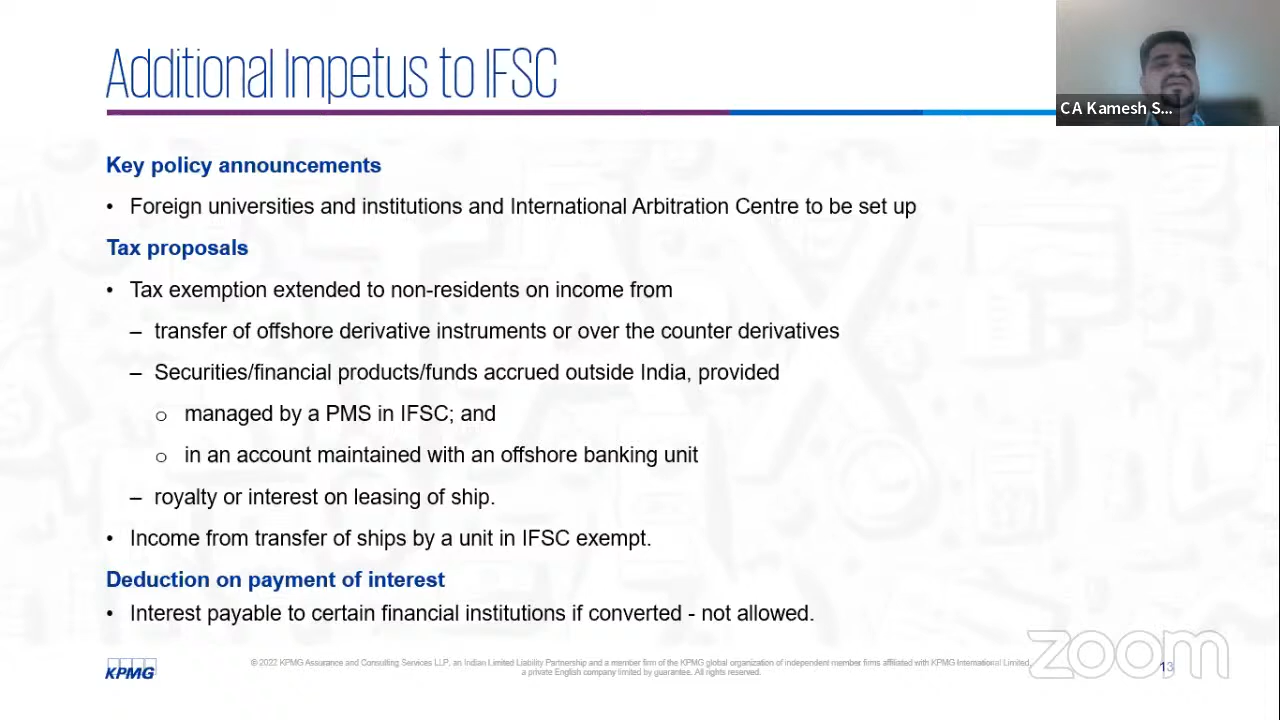 Additional Impetus to IFSC
CA Kamesh S...
Key policy announcements
• Foreign universities and institutions and International Arbitration Centre to be set up
Tax proposals
• Tax exemption extended to non-residents on income from
– transfer of offshore derivative instruments or over the counter derivatives
– Securities/financial products/funds accrued outside India, provided
o managed by a PMS in IFSC; and
o in an account maintained with an offshore banking unit
– royalty or interest on leasing of ship.
• Income from transfer of ships by a unit in IFSC exempt.
Deduction on payment of interest
• Interest payable to certain financial institutions if converted - not allowed.
KPMG
© 2022 KPMG Assurance and Consulting Services LLP, an Indian Limited Liability Partnership and a member firm of the KPMG global organization of independent member firms affiliated with KPMG International Limited,
a private English company limited by guarantee. All rights reserved.
13
zoom